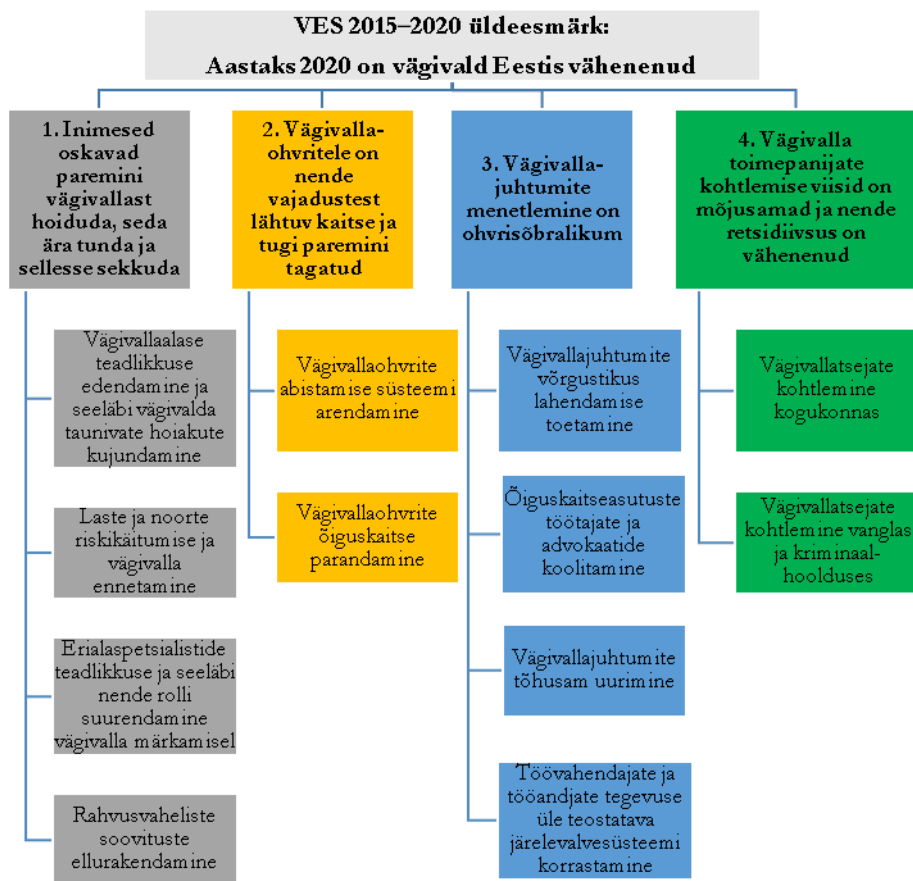 VES 2015–2020 üldeesmärk:
Aastaks 2020 on vägivald Eestis vähenenud
1. Inimesed
oskavad
paremini
vägivallast
hoiduda, seda
ära tunda ja
sellesse sekkuda
Vägivallaalase
teadlikkuse
edendamine ja
seeläbi vägivalda
taunivate hoiakute
kujundamine
Laste ja noorte
riskikäitumise ja
vägivalla
ennetamine
Erialaspetsialistide
teadlikkuse ja seeläbi
nende rolli
suurendamine
vägivalla märkamisel
Rahvusvaheliste
soovituste
ellurakendamine
2. Vägivalla-
ohvritele on
nende
vajadustest
lähtuv kaitse ja
tugi paremini
tagatud
Vägivallaohvrite
abistamise süsteemi
arendamine
Vägivallaohvrite
õiguskaitse
parandamine
3. Vägivalla-
juhtumite
menetlemine on
ohvrisõbralikum
Vägivallajuhtumite
võrgustikus
lahendamise
toetamine
Õiguskaitseasutuste
töötajate ja
advokaatide
koolitamine
Vägivallajuhtumite
tõhusam uurimine
Töövahendajate ja
tööandjate tegevuse
üle teostatava
järelevalvesüsteemi
korrastamine
4. Vägivalla
toimepanijate
kohtlemise viisid on
mõjusamad ja nende
retsidiivsus on
vähenenud
Vägivallatsejate
kohtlemine
kogukonnas
Vägivallatsejate
kohtlemine vanglas
ja kriminaal-
hoolduses